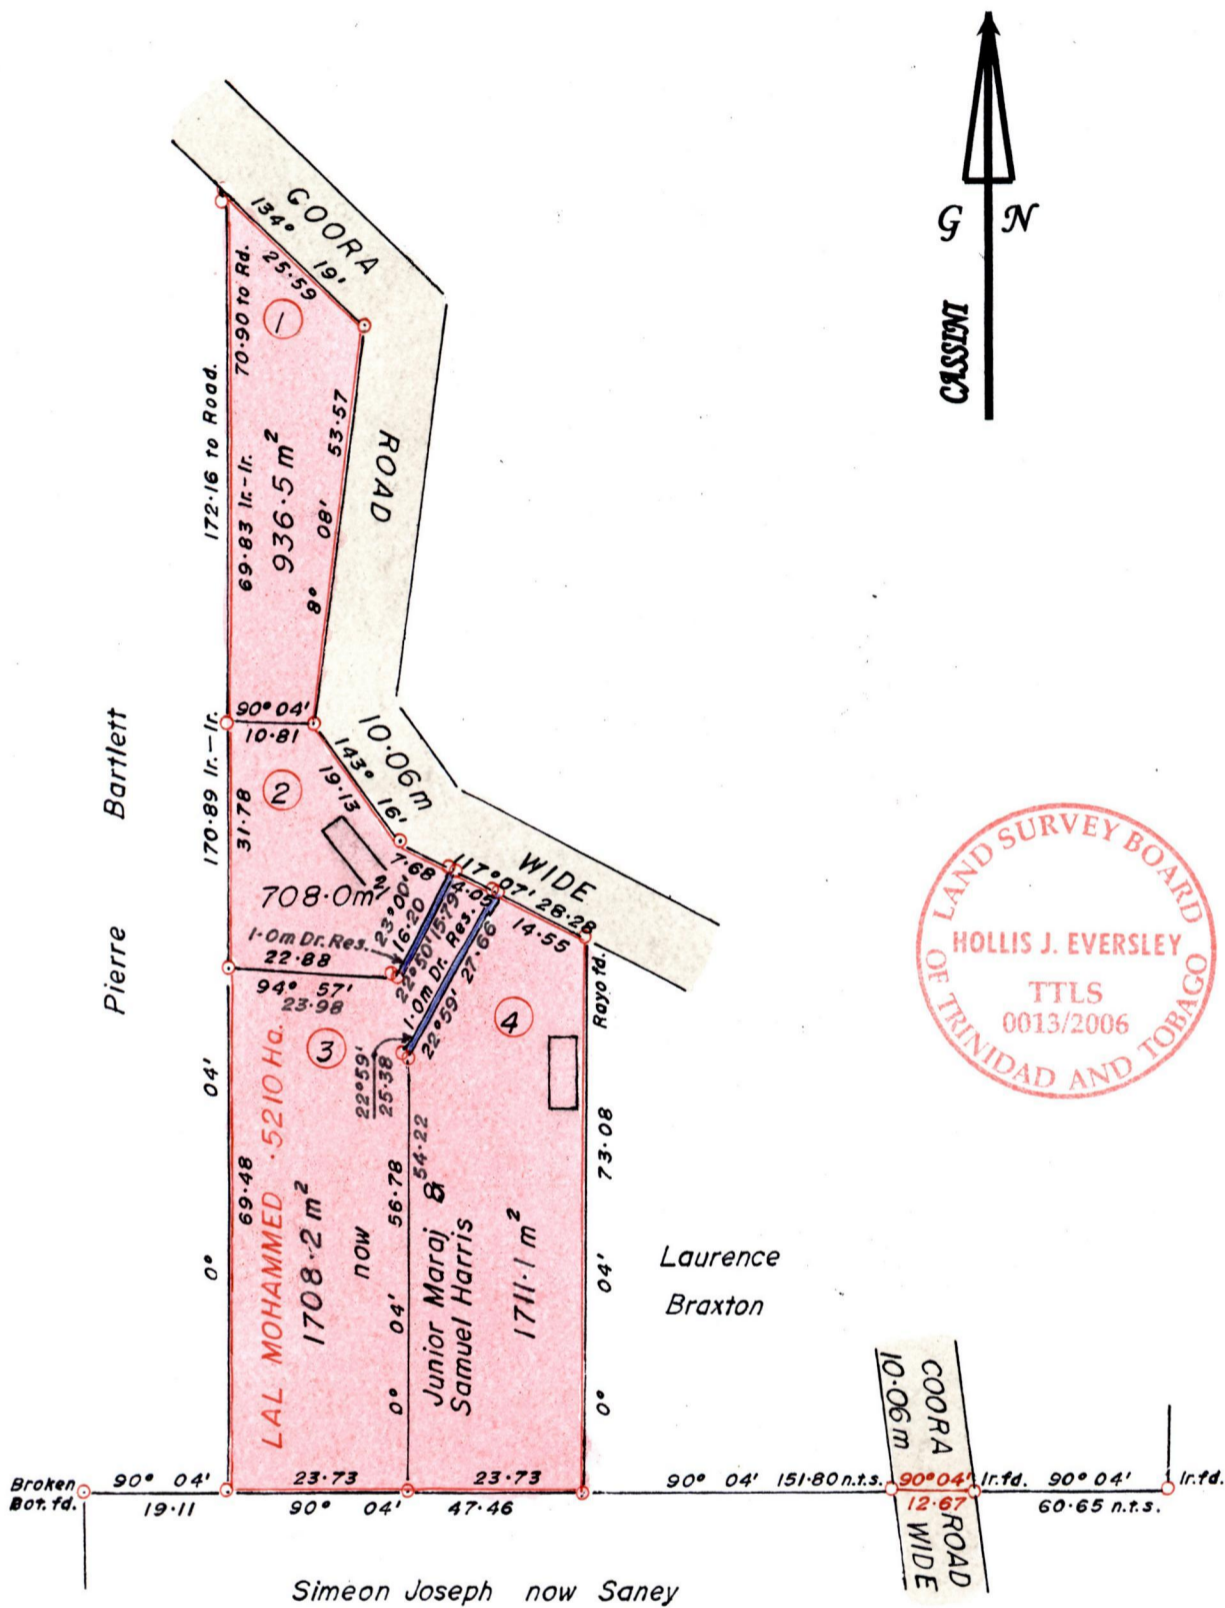 G N
CASSINI
COORA
ROAD
10·06 m
WIDE
134° 19'
25·59
1
70·90 to Rd.
172·16 to Road.
69·83 Ir.-Ir.
936·5 m²
53·57
8° 08'
90° 04'
10·81
2
170·89 Ir.-Ir.
31·78
143° 16'
19·13
708·0m²
7·68
117° 07' 28·28
4·05
14·55
23°00'
16·20
22°50' 15·79
1·0m Dr. Res.
1·0m Dr. Res.
22°59' 27·66
22·88
94° 57'
23·98
Rayo fd.
3
4
22°59'
25·38
0° 04'
69·48
LAL MOHAMMED ·5210 Ha.
1708·2 m²
now
0° 04' 56·78
54·22
Junior Maraj &
Samuel Harris
1711·1 m²
0° 04' 73·08
Pierre Bartlett
Laurence
Braxton
LAND SURVEY BOARD
OF TRINIDAD AND TOBAGO
HOLLIS J. EVERSLEY
TTLS
0013/2006
COORA ROAD
10·06 m WIDE
Broken
Bot. fd.
90° 04'
19·11
23·73
23·73
90° 04' 47·46
90° 04' 151·80 n.t.s.
90° 04'
12·67
Ir. fd.
90° 04'
60·65 n.t.s.
Ir. fd.
Simeon Joseph now Saney